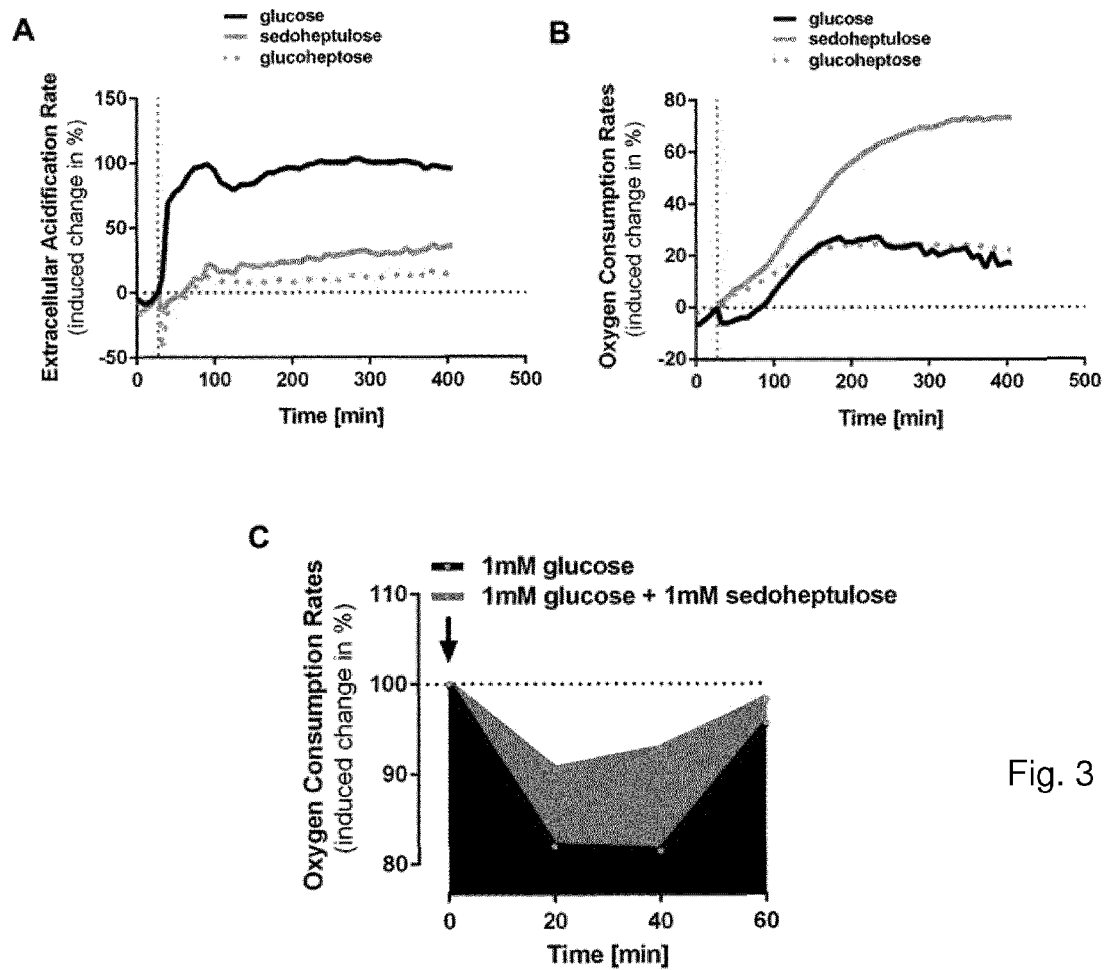 A
glucose
sedoheptulose
glucoheptose
Extracellular Acidification Rate
(induced change in %)
150
100
50
0
-50
0 100 200 300 400 500
Time [min]
B
glucose
sedoheptulose
glucoheptose
Oxygen Consumption Rates
(induced change in %)
80
60
40
20
0
-20
0 100 200 300 400 500
Time [min]
C
1mM glucose
1mM glucose + 1mM sedoheptulose
Oxygen Consumption Rates
(induced change in %)
110
100
90
80
0 20 40 60
Time [min]
Fig. 3